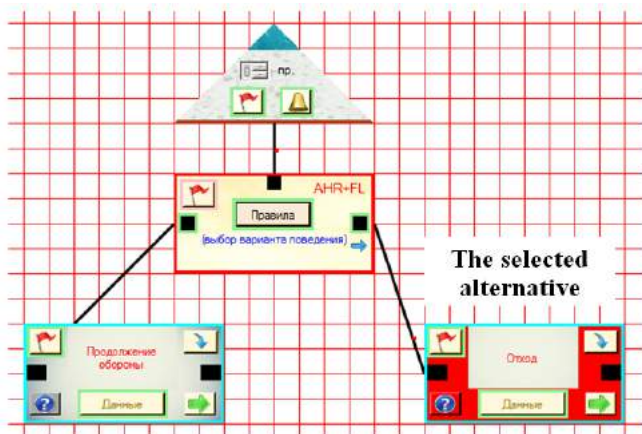 пр.
AHR+FL
Правила
(выбор варианта поведения)
The selected
alternative
Продолжение
обороны
Данные
Отход
Данные